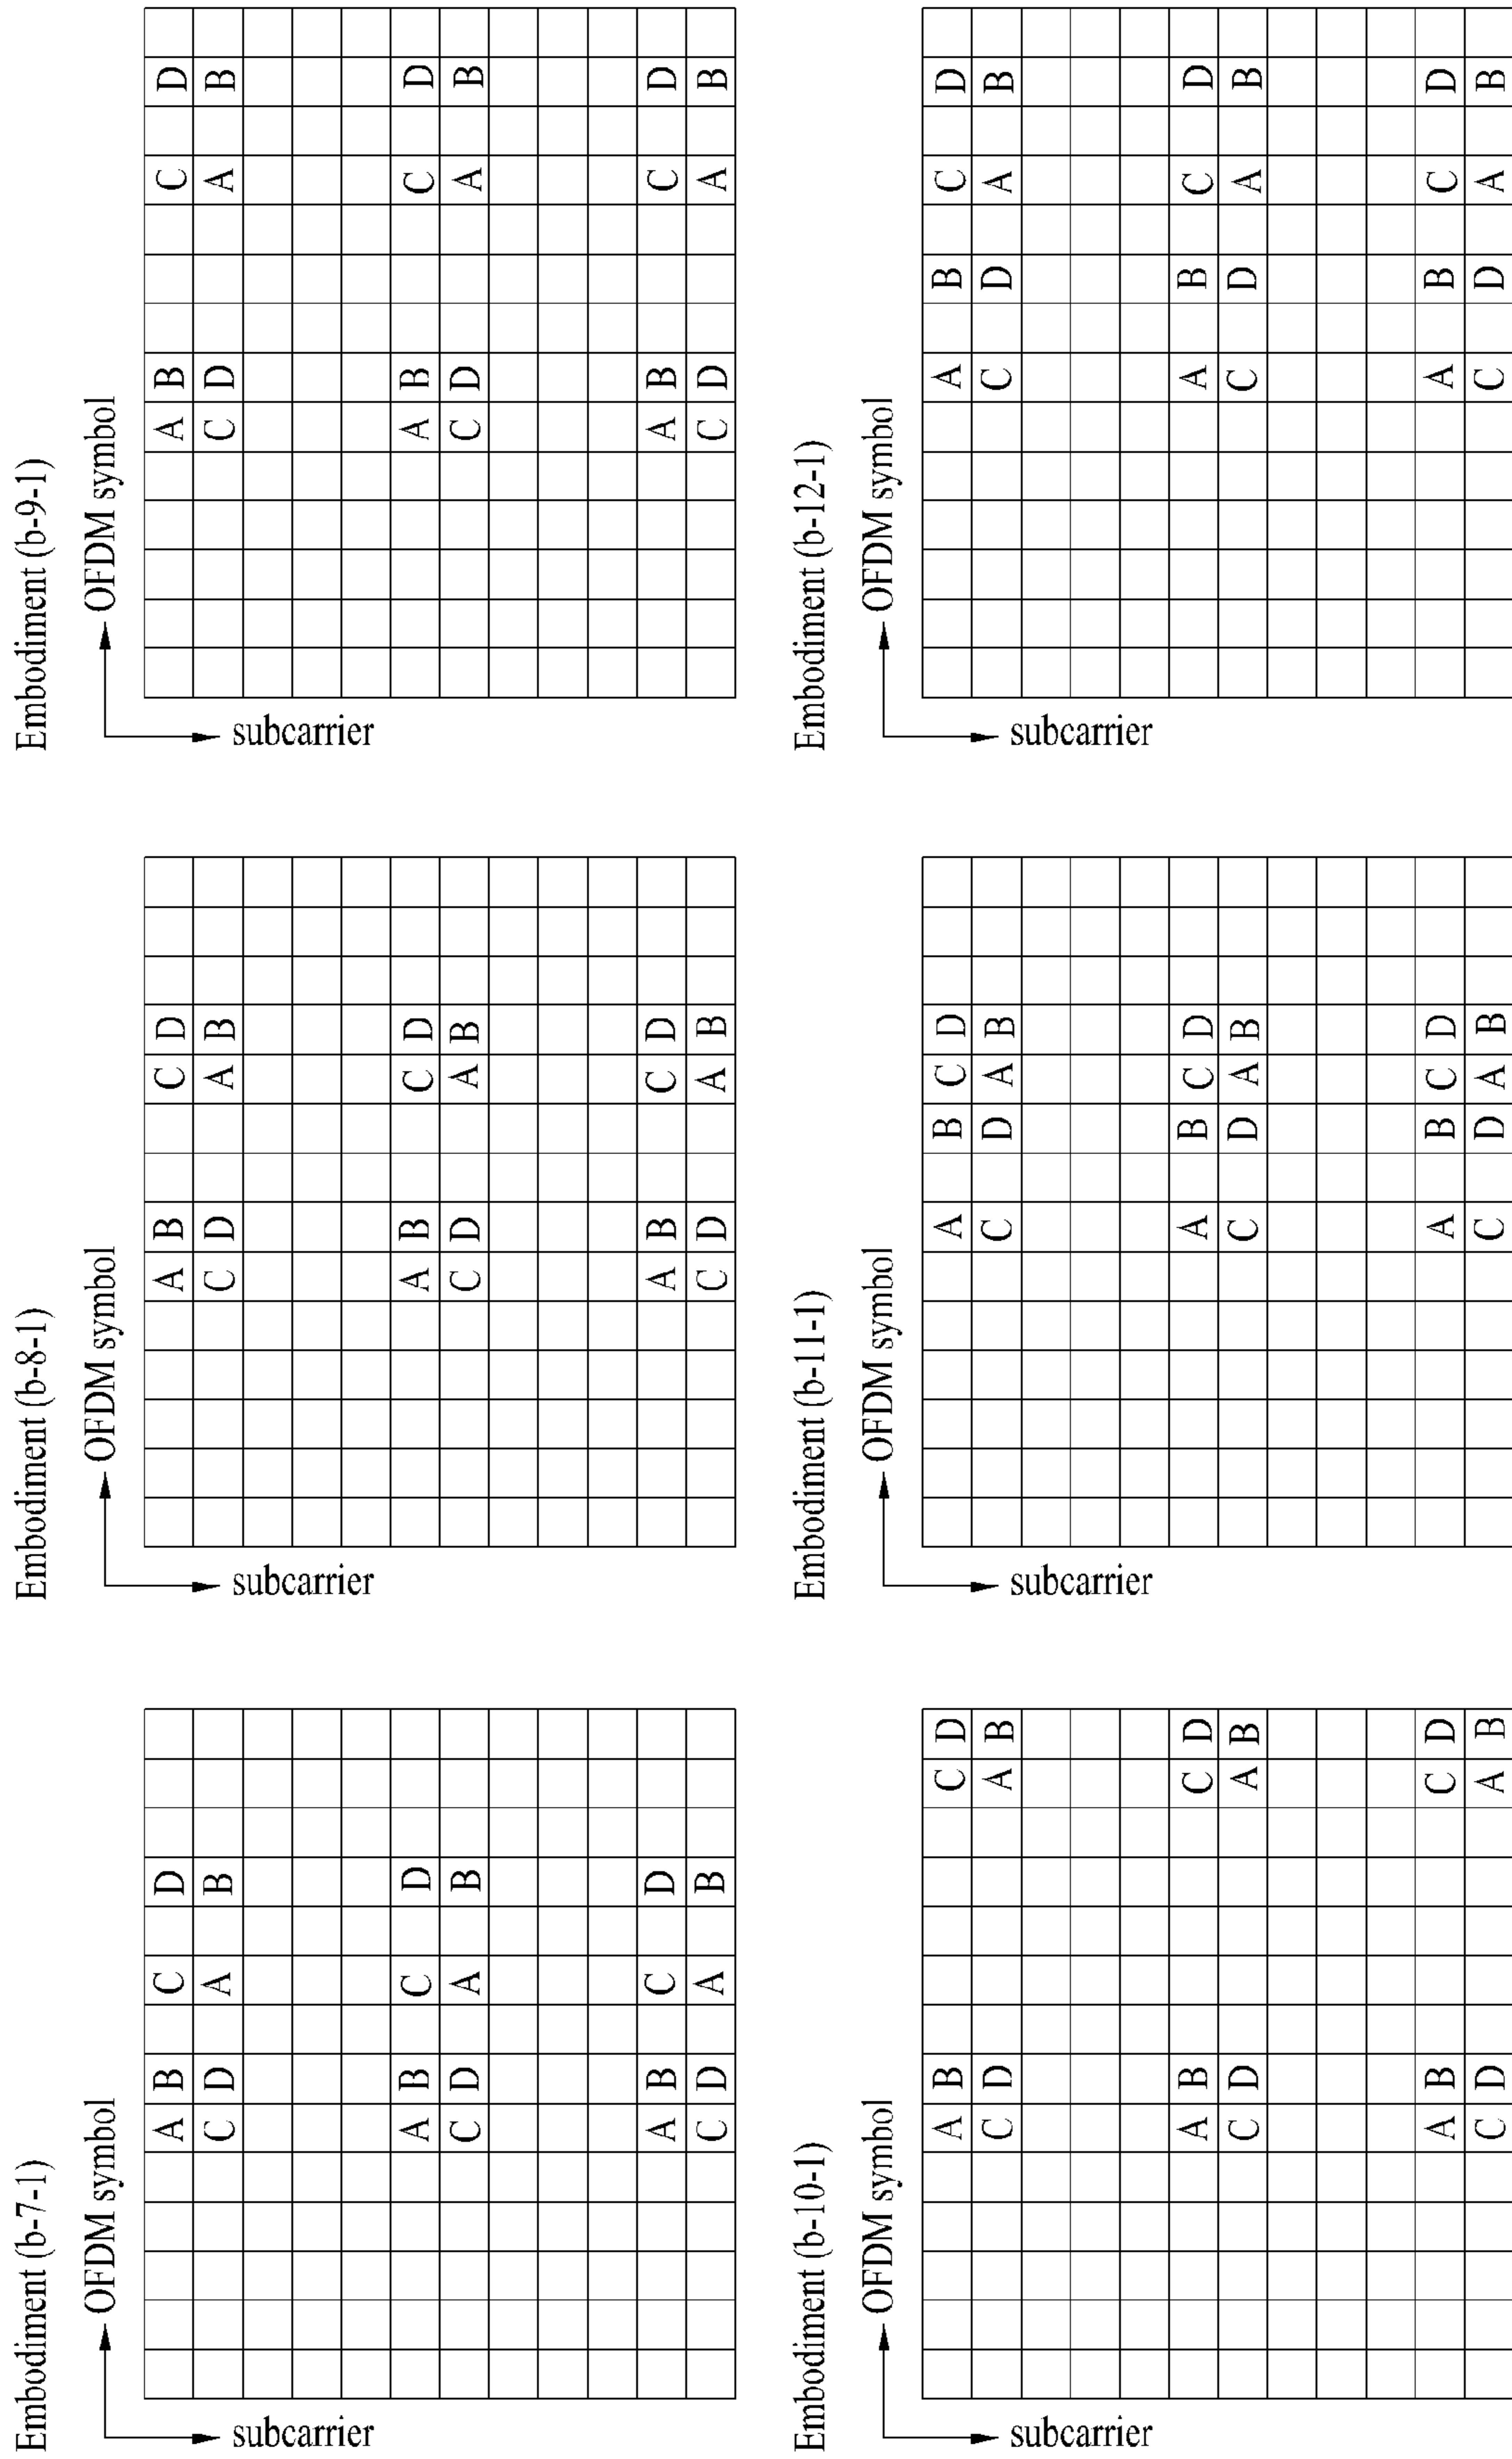 Embodiment (b-7-1)
OFDM symbol
subcarrier
A B C D
C D A B
A B C D
C D A B
A B C D
C D A B
Embodiment (b-8-1)
OFDM symbol
subcarrier
A B C D
C D A B
A B C D
C D A B
A B C D
C D A B
Embodiment (b-9-1)
OFDM symbol
subcarrier
A B C D
C D A B
A B C D
C D A B
A B C D
C D A B
Embodiment (b-10-1)
OFDM symbol
subcarrier
A B C D
C D A B
A B C D
C D A B
A B C D
C D A B
Embodiment (b-11-1)
OFDM symbol
subcarrier
A B C D
C D A B
A B C D
C D A B
A B C D
C D A B
Embodiment (b-12-1)
OFDM symbol
subcarrier
A B C D
C D A B
A B C D
C D A B
A B C D
C D A B